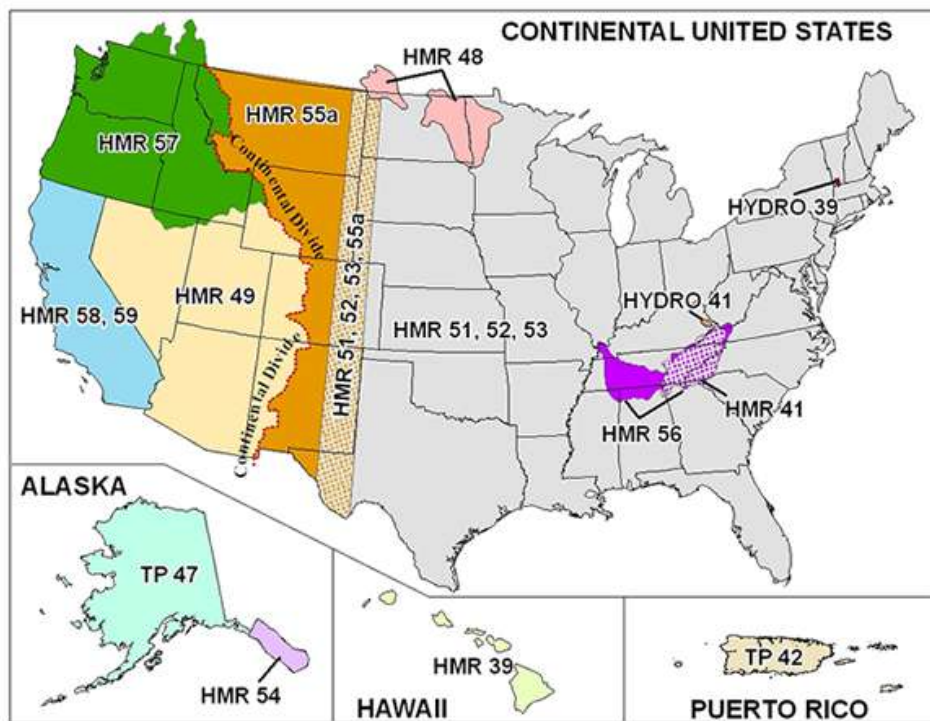 CONTINENTAL UNITED STATES
HMR 48
HMR 55a
HMR 57
Continental Divide
HYDRO 39
HMR 51, 52, 53, 55a
HMR 49
HYDRO 41
HMR 58, 59
HMR 51, 52, 53
Continental Divide
HMR 41
HMR 56
ALASKA
TP 47
HMR 54
HMR 39
HAWAII
TP 42
PUERTO RICO